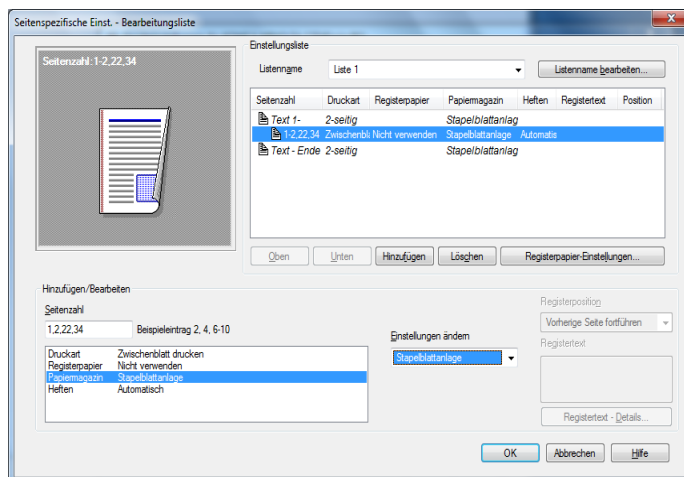 Seitenspezifische Einst. - Bearbeitungsliste
Seitenzahl:1-2,22,34
Einstellungsliste
Listenname
Liste 1
Listenname bearbeiten...
Seitenzahl Druckart Registerpapier Papiermagazin Heften Registertext Position
Text 1- 2-seitig Stapelblattanlag
1-2,22,34 Zwischenbl Nicht verwenden Stapelblattanlage Automatis
Text - Ende 2-seitig Stapelblattanlag
Oben Unten Hinzufügen Löschen Registerpapier-Einstellungen...
Hinzufügen/Bearbeiten
Seitenzahl
1,2,22,34 Beispieleintrag 2, 4, 6-10
Druckart Zwischenblatt drucken
Registerpapier Nicht verwenden
Papiermagazin Stapelblattanlage
Heften Automatisch
Einstellungen ändern
Stapelblattanlage
Registerposition
Vorherige Seite fortführen
Registertext
Registertext - Details...
OK Abbrechen Hilfe